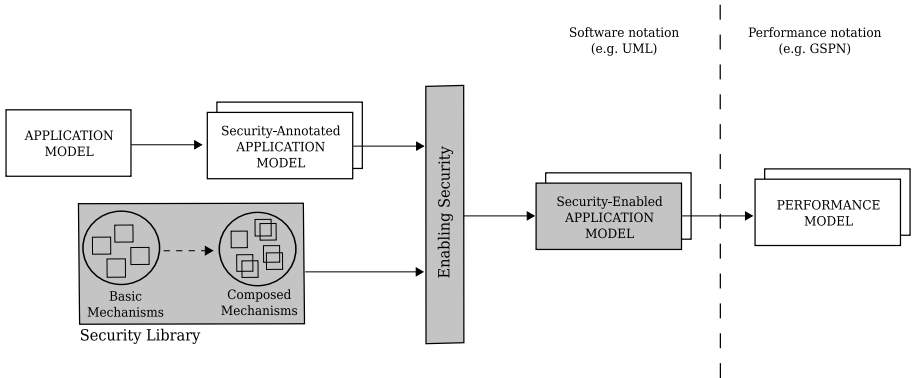 Software notation
(e.g. UML)
Performance notation
(e.g. GSPN)
APPLICATION
MODEL
Security-Annotated
APPLICATION
MODEL
Enabling Security
Security-Enabled
APPLICATION
MODEL
PERFORMANCE
MODEL
Basic
Mechanisms
Composed
Mechanisms
Security Library